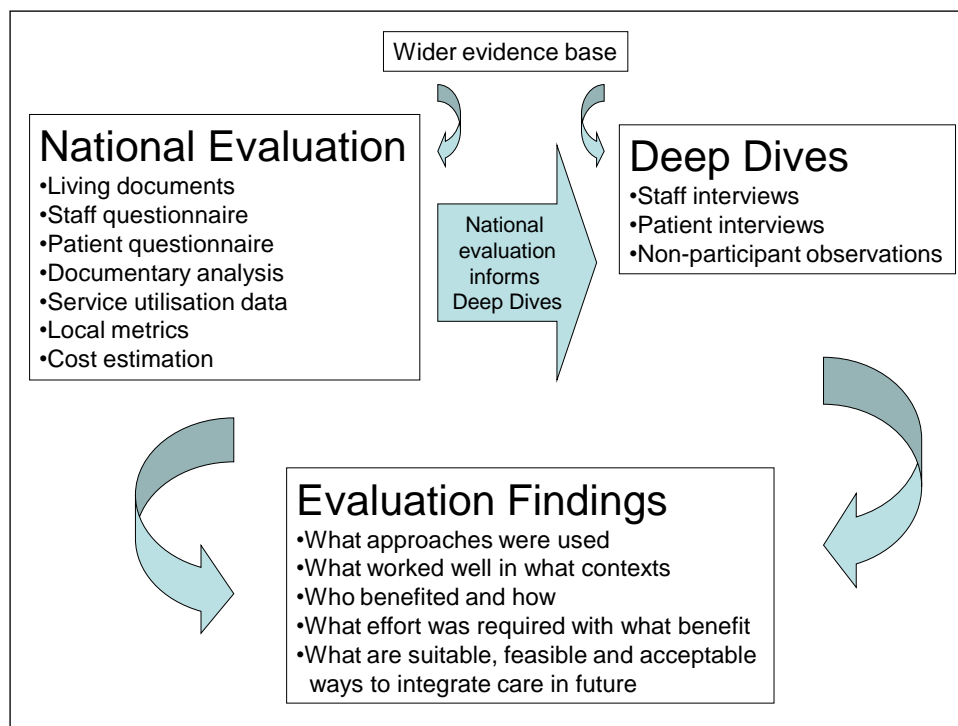 Wider evidence base
National Evaluation
•Living documents
•Staff questionnaire
•Patient questionnaire
•Documentary analysis
•Service utilisation data
•Local metrics
•Cost estimation
National
evaluation
informs
Deep Dives
Deep Dives
•Staff interviews
•Patient interviews
•Non-participant observations
Evaluation Findings
•What approaches were used
•What worked well in what contexts
•Who benefited and how
•What effort was required with what benefit
•What are suitable, feasible and acceptable
ways to integrate care in future